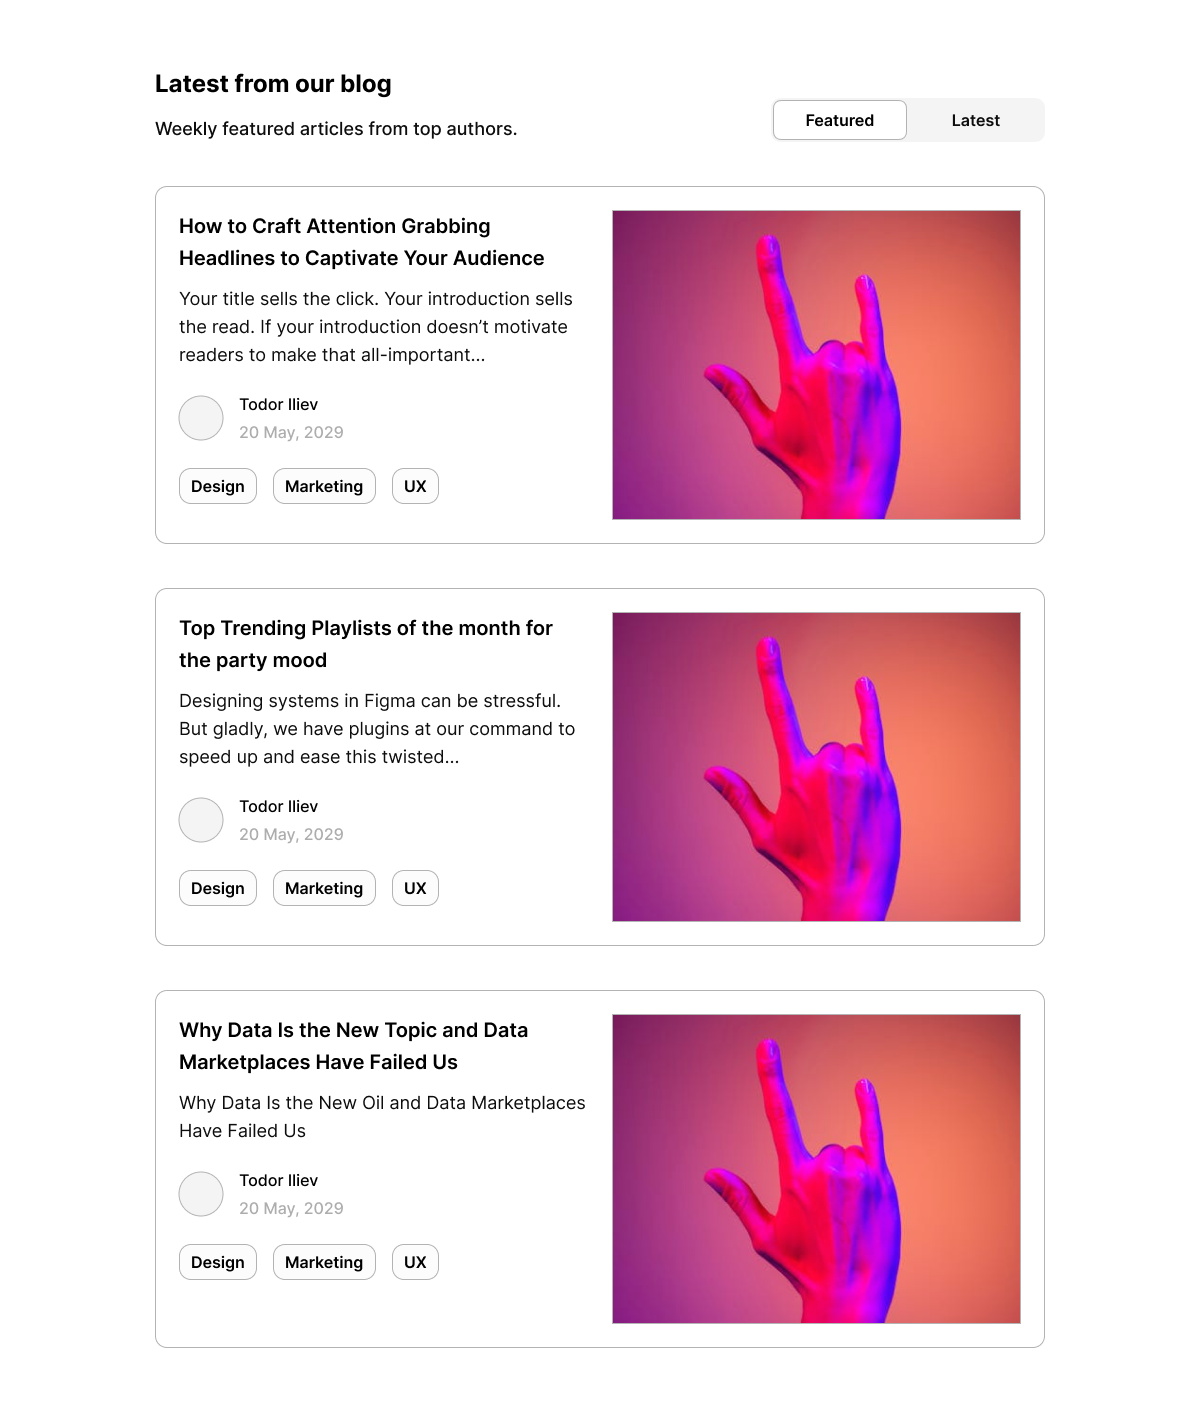 Latest from our blog
Weekly featured articles from top authors.
Featured
Latest
How to Craft Attention Grabbing
Headlines to Captivate Your Audience
Your title sells the click. Your introduction sells
the read. If your introduction doesn’t motivate
readers to make that all-important...
Todor Iliev
20 May, 2029
Design
Marketing
UX
Top Trending Playlists of the month for
the party mood
Designing systems in Figma can be stressful.
But gladly, we have plugins at our command to
speed up and ease this twisted...
Todor Iliev
20 May, 2029
Design
Marketing
UX
Why Data Is the New Topic and Data
Marketplaces Have Failed Us
Why Data Is the New Oil and Data Marketplaces
Have Failed Us
Todor Iliev
20 May, 2029
Design
Marketing
UX